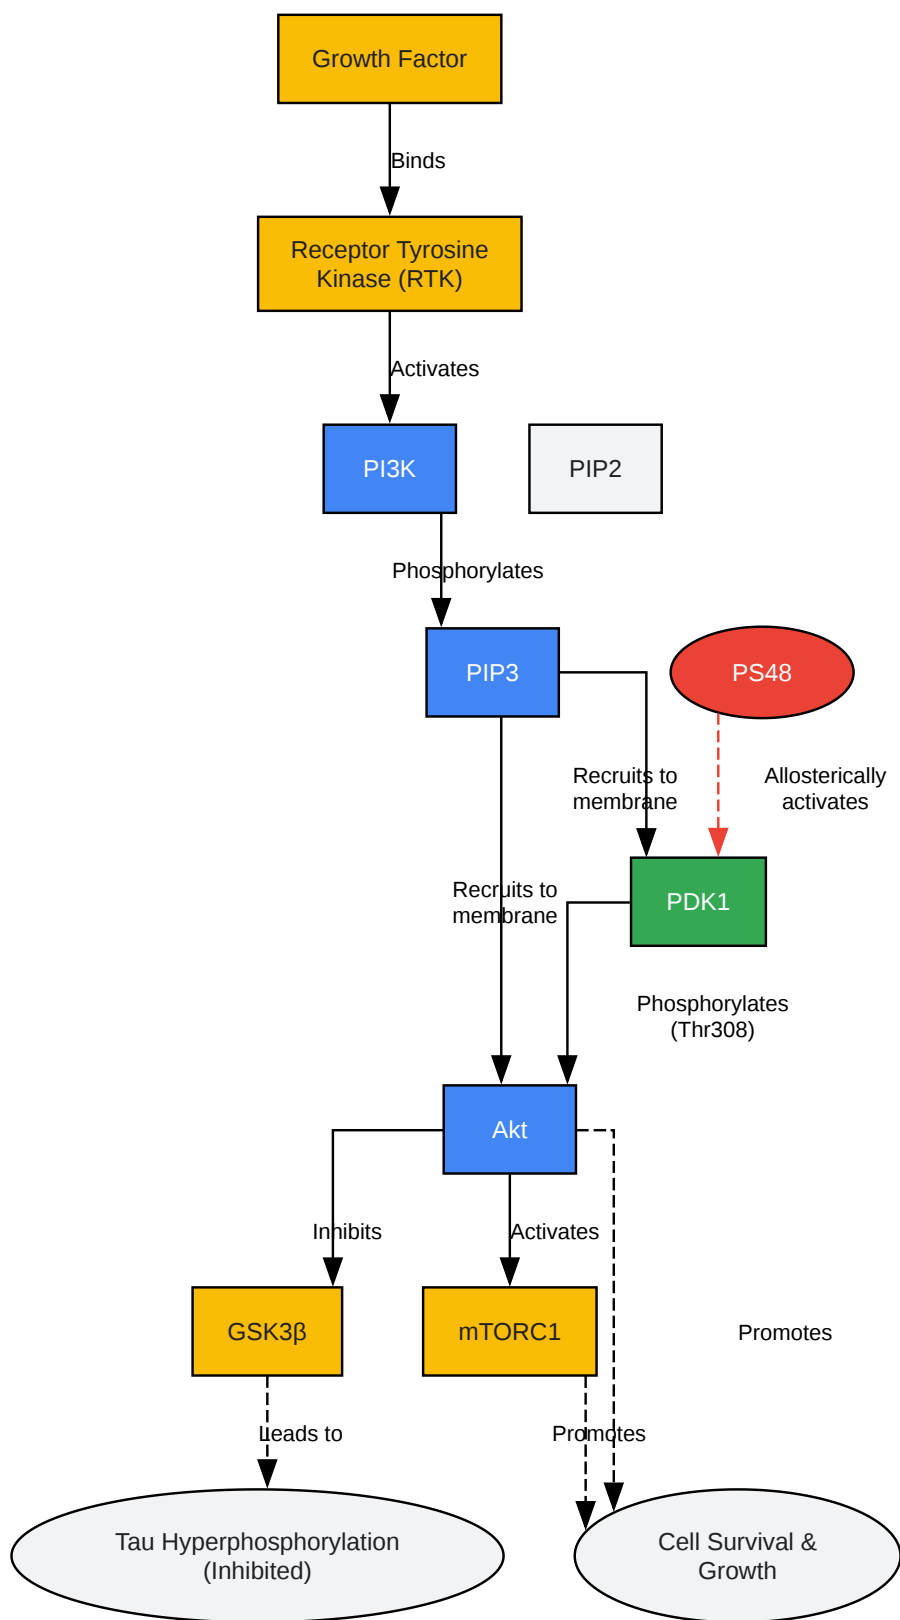 Growth Factor
Binds
Receptor Tyrosine
Kinase (RTK)
Activates
PI3K
PIP2
Phosphorylates
PIP3
PS48
Recruits to
membrane
Allosterically
activates
Recruits to
membrane
PDK1
Phosphorylates
(Thr308)
Akt
Inhibits
Activates
GSK3β
mTORC1
Promotes
Leads to
Promotes
Tau Hyperphosphorylation
(Inhibited)
Cell Survival &
Growth